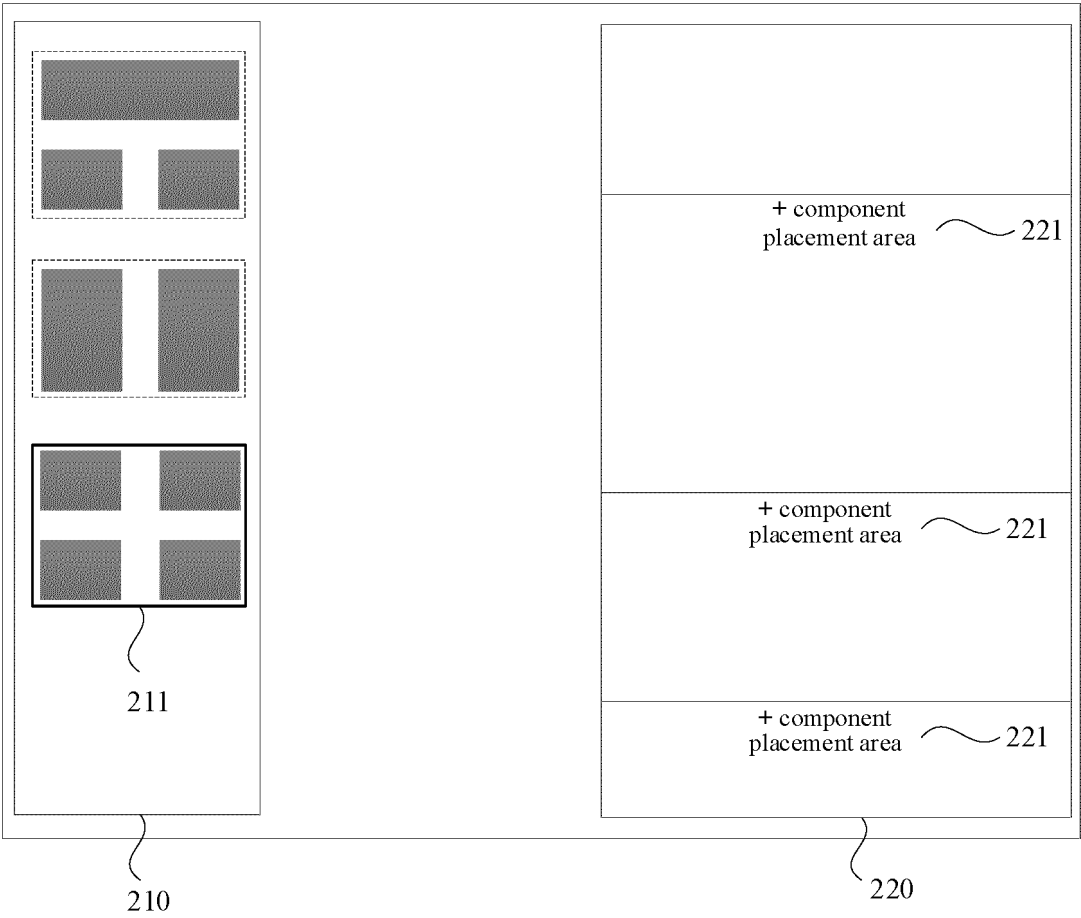 + component
placement area
221
+ component
placement area
221
211
+ component
placement area
221
210
220